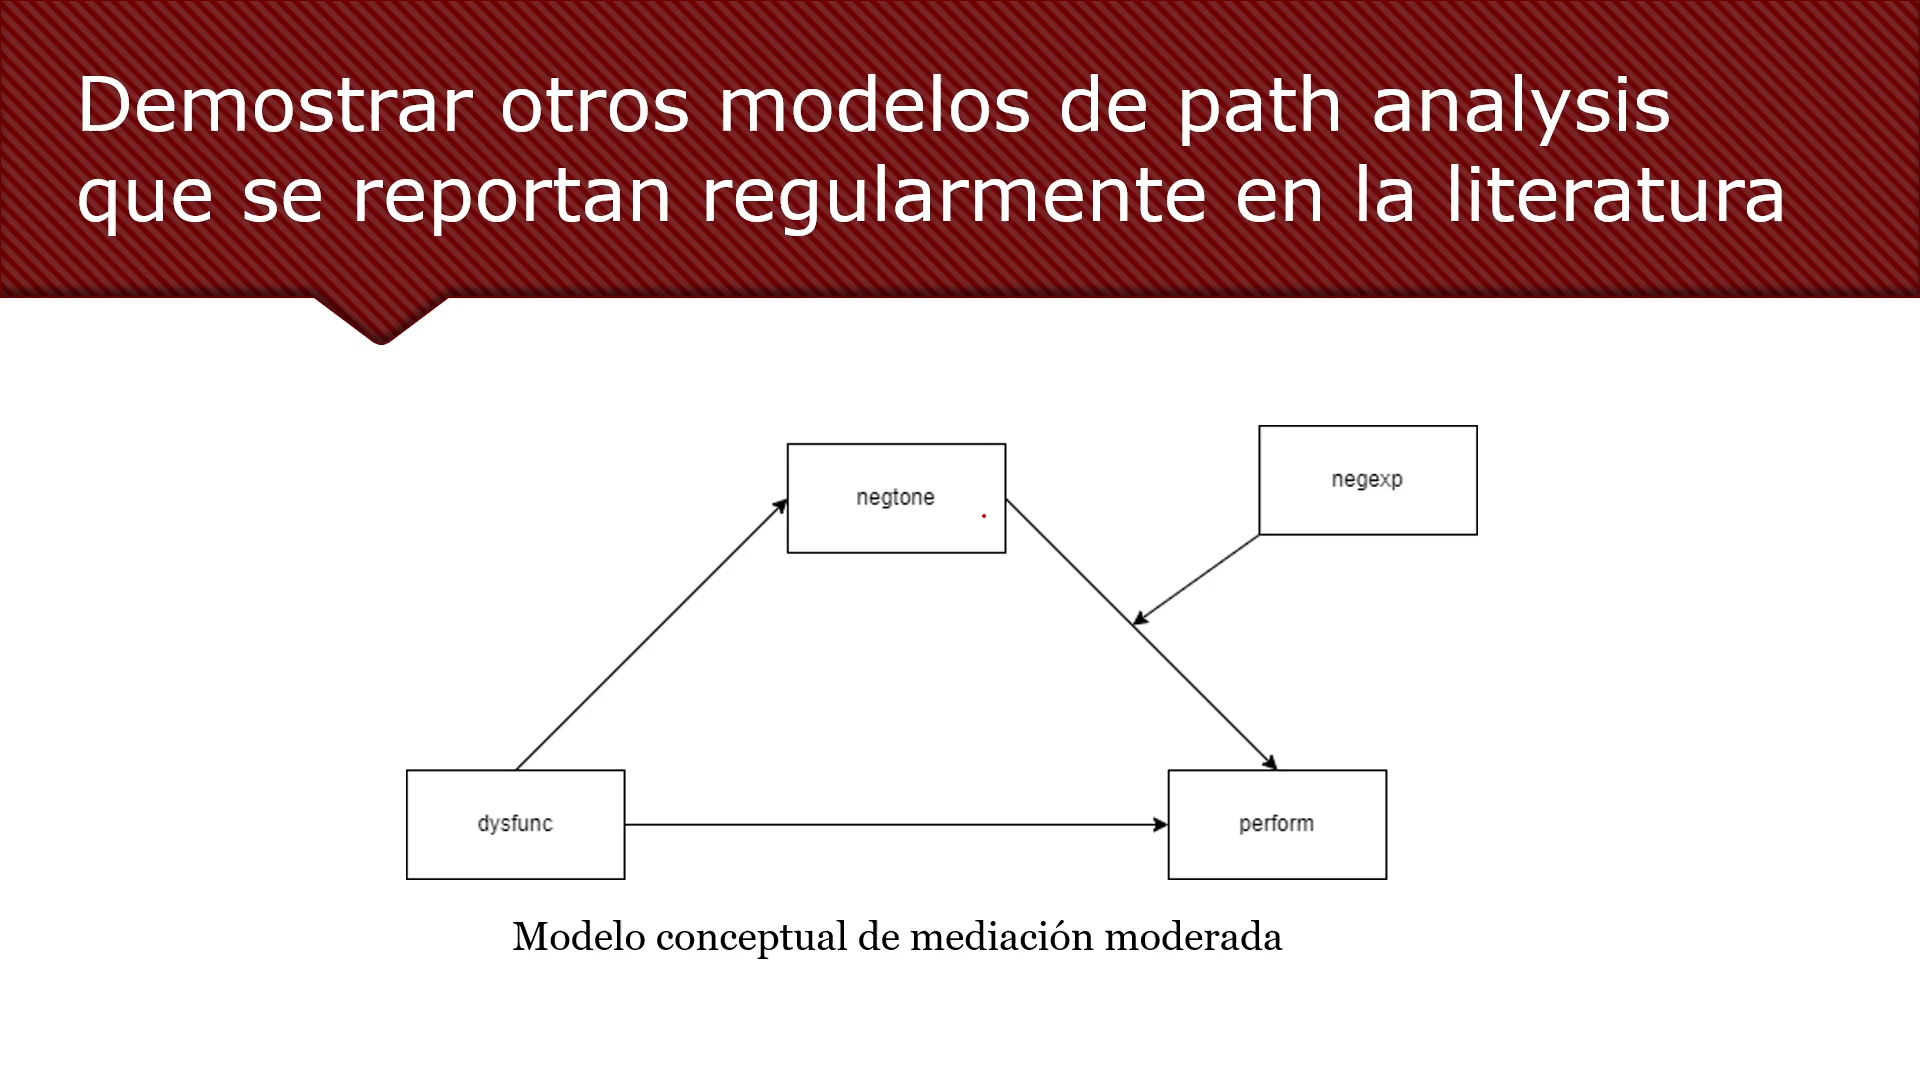 Demostrar otros modelos de path analysis
que se reportan regularmente en la literatura
negexp
negtone
dysfunc
perform
Modelo conceptual de mediación moderada